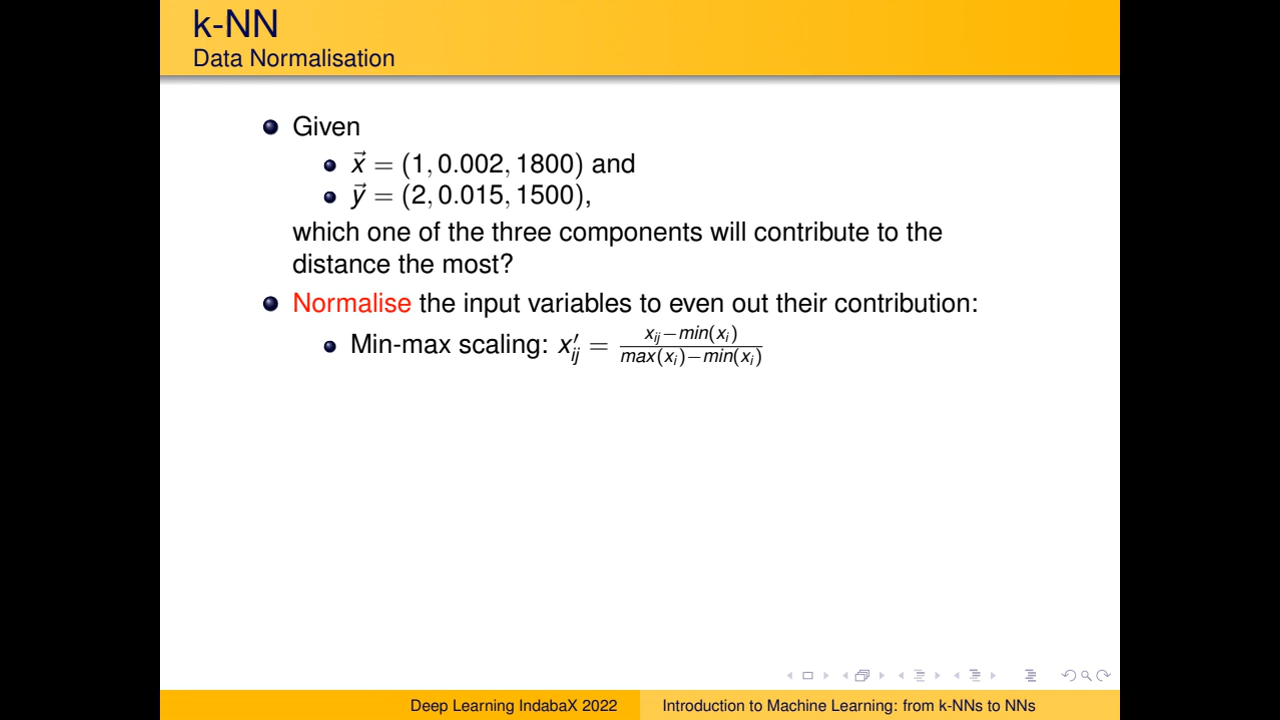 k-NN
Data Normalisation
Given
x⃗ = (1, 0.002, 1800) and
y⃗ = (2, 0.015, 1500),
which one of the three components will contribute to the
distance the most?
Normalise the input variables to even out their contribution:
Min-max scaling: x′ij = (xij−min(xi))/(max(xi)−min(xi))
Deep Learning IndabaX 2022
Introduction to Machine Learning: from k-NNs to NNs